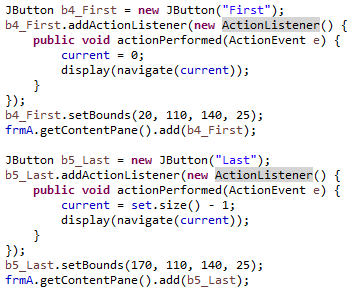 JButton b4_First = new JButton("First");
b4_First.addActionListener(new ActionListener() {
    public void actionPerformed(ActionEvent e) {
        current = 0;
        display(navigate(current));
    }
});
b4_First.setBounds(20, 110, 140, 25);
frmA.getContentPane().add(b4_First);

JButton b5_Last = new JButton("Last");
b5_Last.addActionListener(new ActionListener() {
    public void actionPerformed(ActionEvent e) {
        current = set.size() - 1;
        display(navigate(current));
    }
});
b5_Last.setBounds(170, 110, 140, 25);
frmA.getContentPane().add(b5_Last);